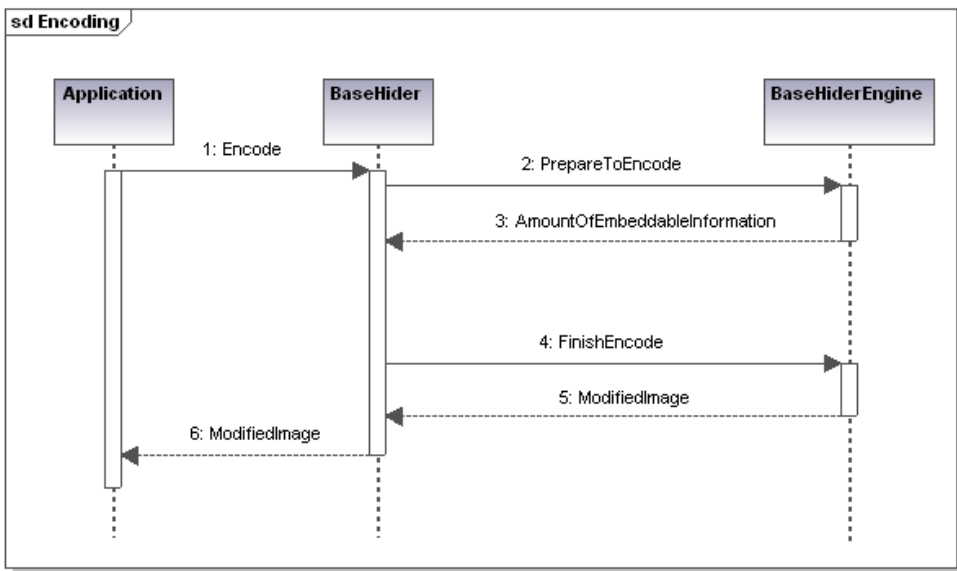 sd Encoding
Application
BaseHider
BaseHiderEngine
1: Encode
2: PrepareToEncode
3: AmountOfEmbeddableInformation
4: FinishEncode
5: ModifiedImage
6: ModifiedImage